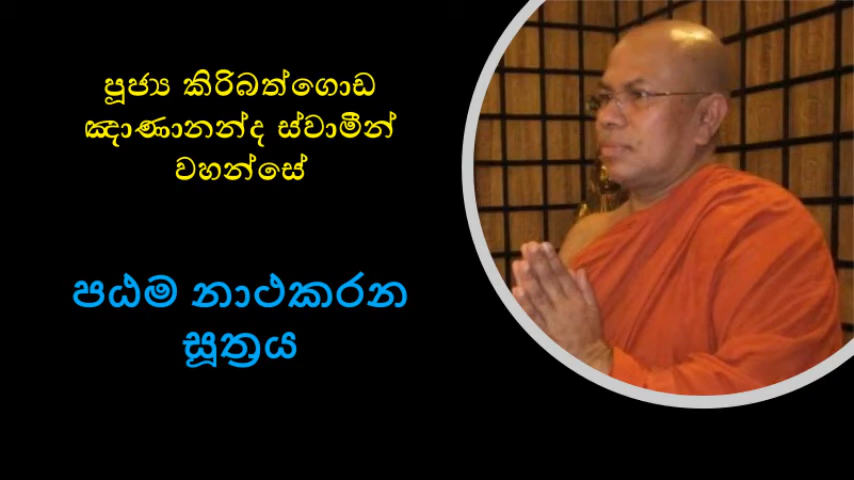 පූජ්‍ය කිරිබත්ගොඩ
ඤාණානන්ද ස්වාමීන්
වහන්සේ
පඨම නාථකරන
සූත්‍රය